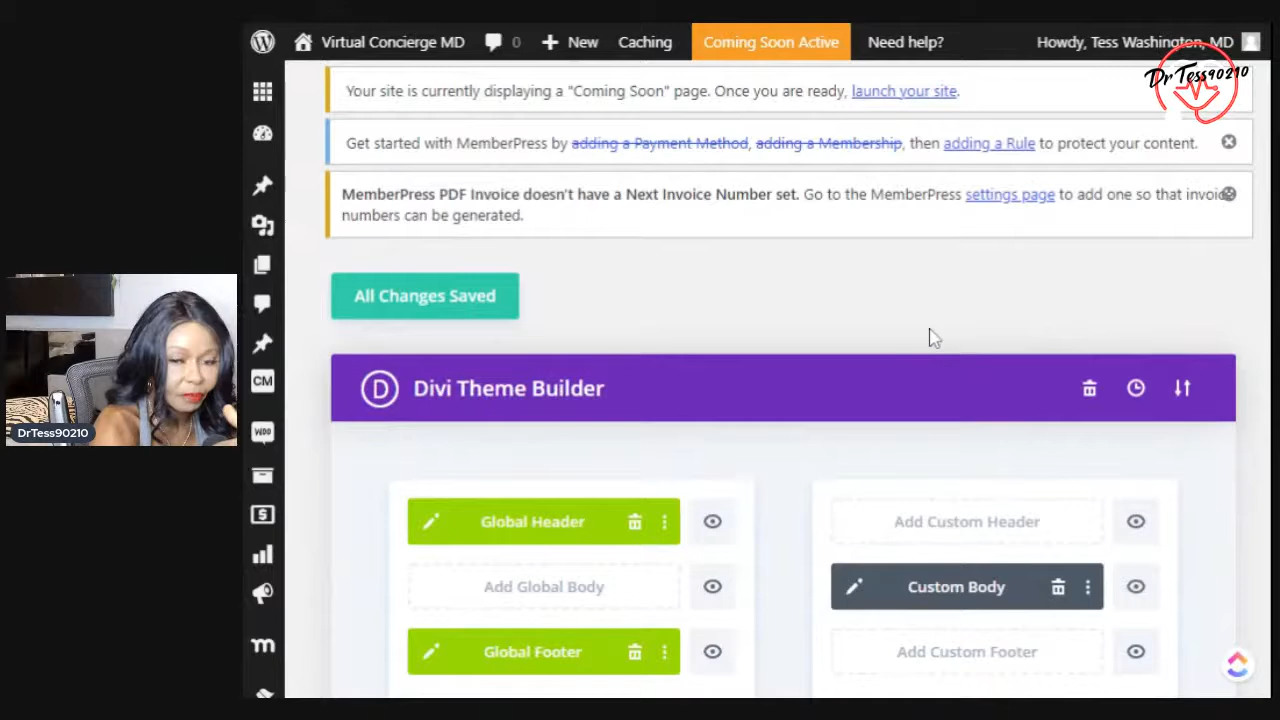 Virtual Concierge MD 0 New Caching Coming Soon Active Need help? Howdy, Tess Washington, MD
DrTess90210
Your site is currently displaying a "Coming Soon" page. Once you are ready, launch your site.
Get started with MemberPress by adding a Payment Method, adding a Membership, then adding a Rule to protect your content.
MemberPress PDF Invoice doesn't have a Next Invoice Number set. Go to the MemberPress settings page to add one so that
numbers can be generated.
All Changes Saved
D Divi Theme Builder
CM
DrTess90210
WOO
Global Header
Add Custom Header
Add Global Body
Custom Body
Global Footer
Add Custom Footer